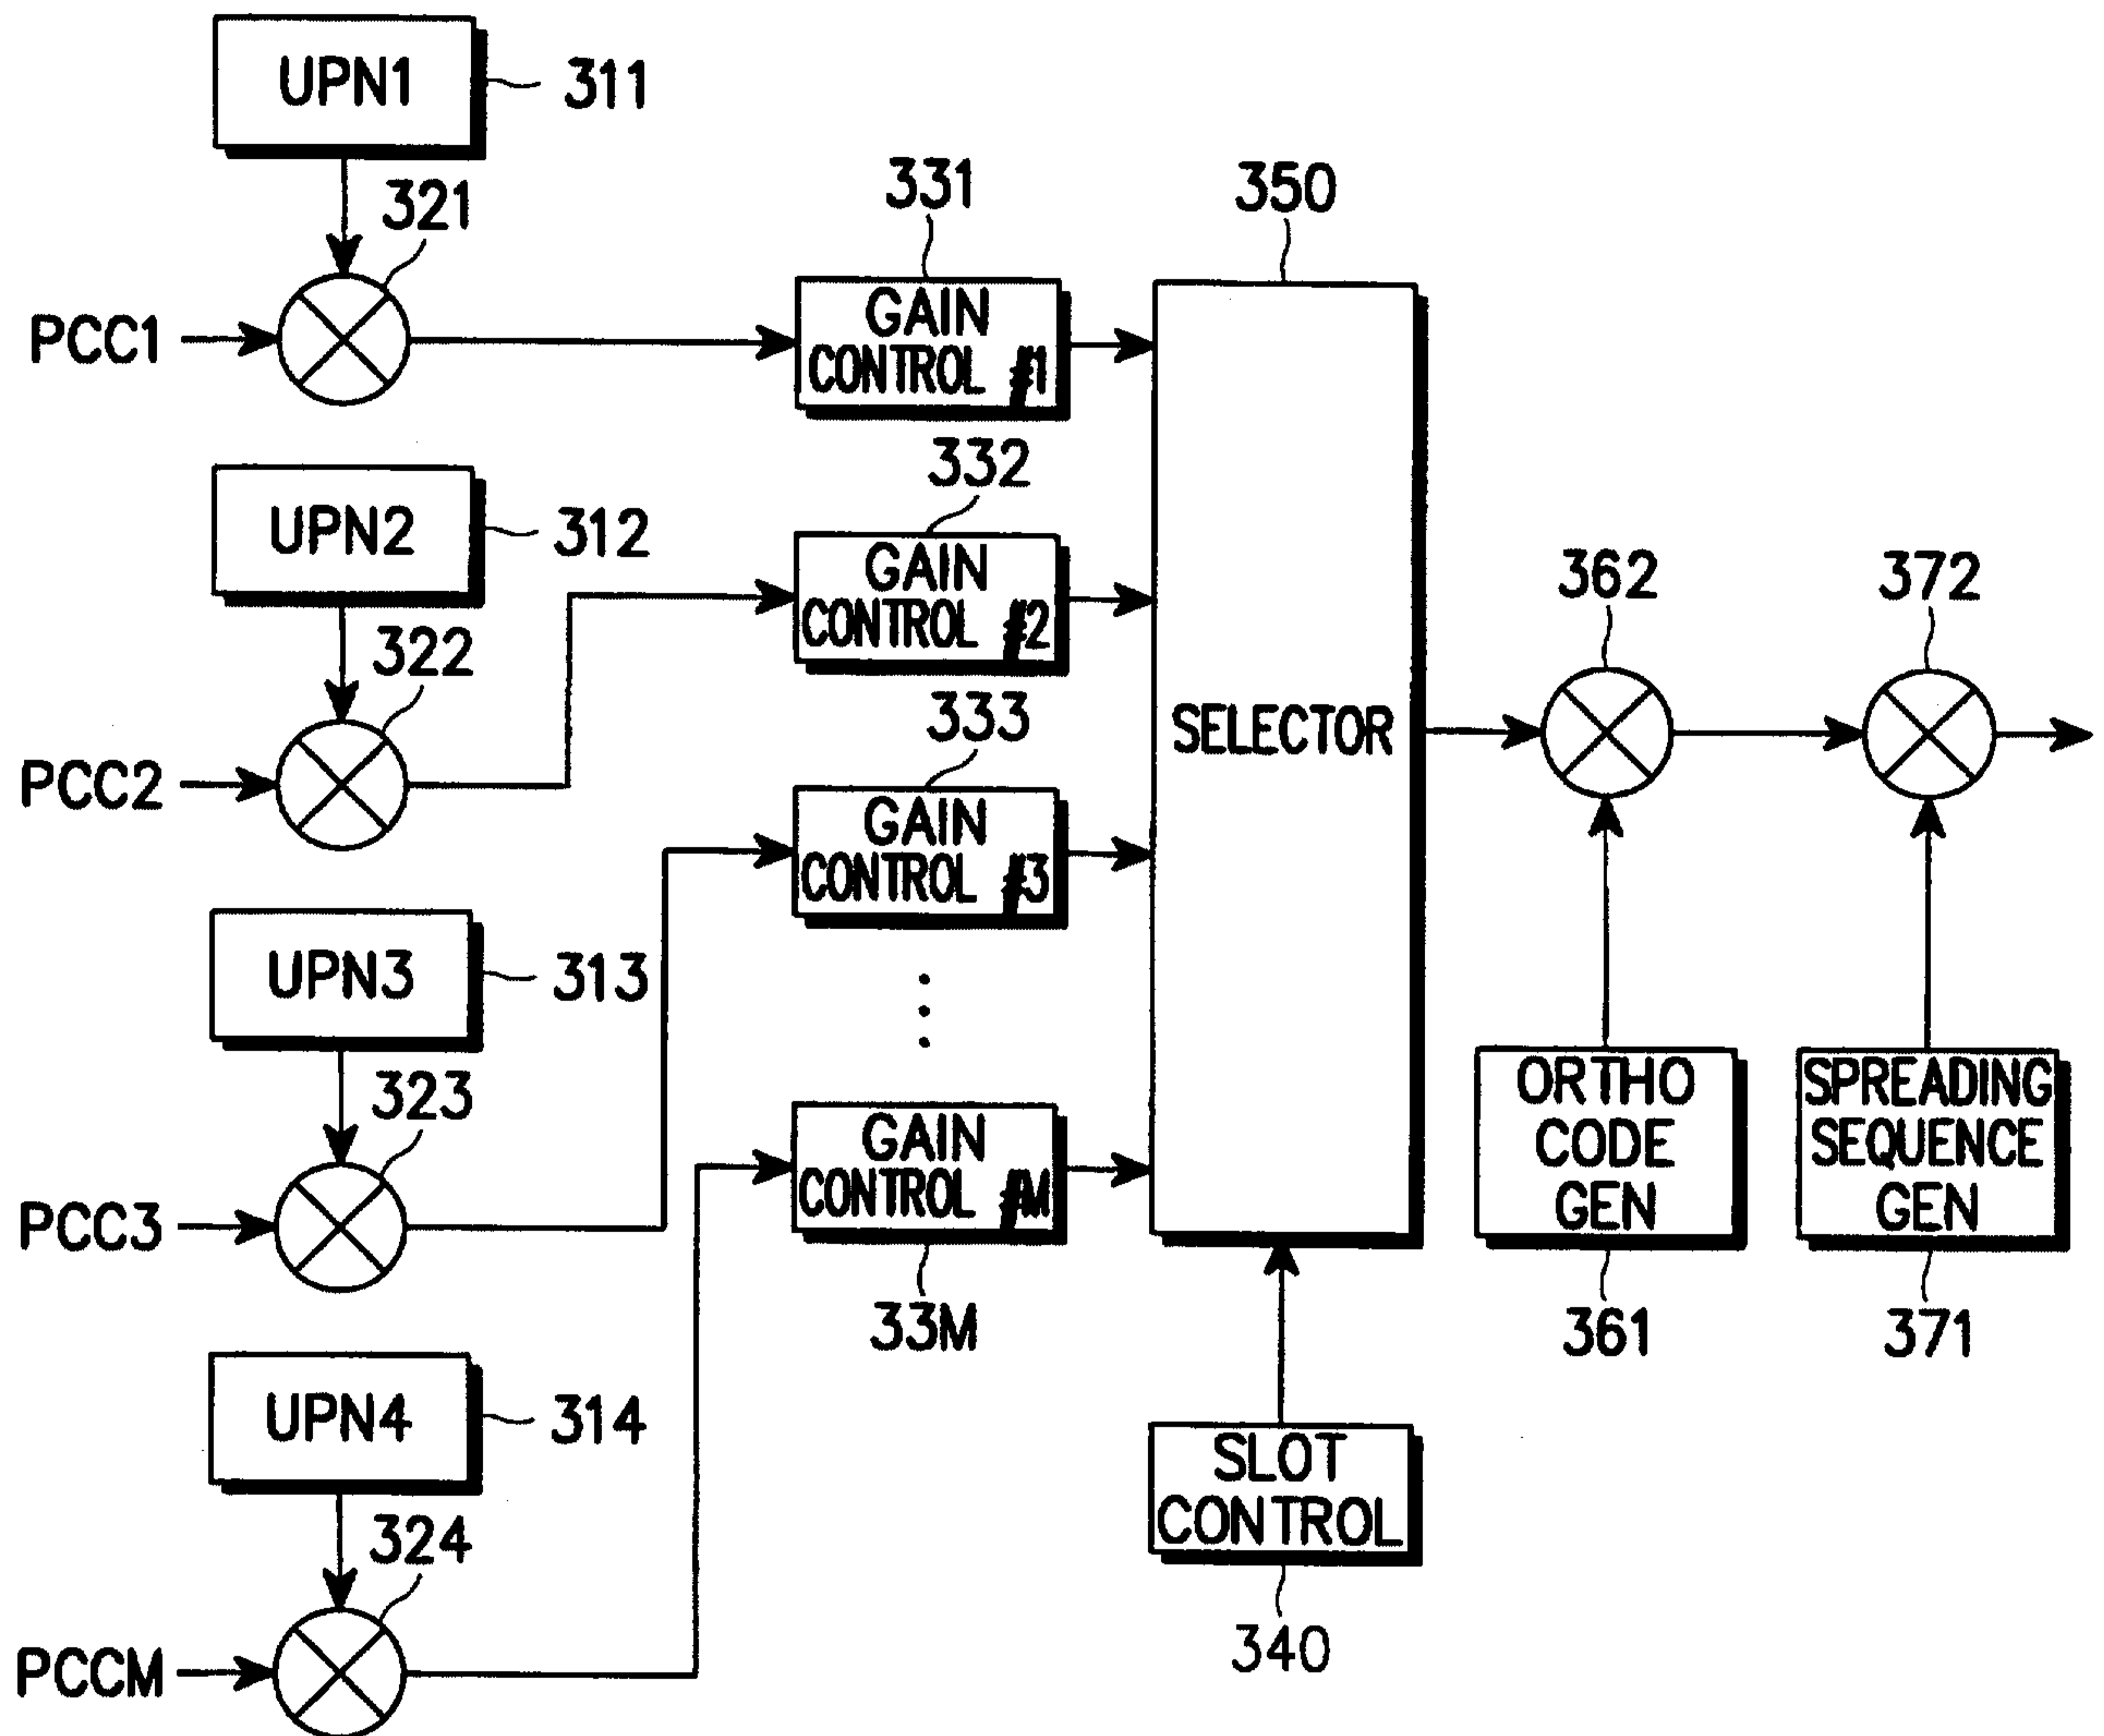 UPN1
311
321
331
350
PCC1
GAIN
CONTROL #1
UPN2
312
332
322
GAIN
CONTROL #2
362
372
PCC2
333
SELECTOR
GAIN
CONTROL #3
UPN3
313
323
ORTHO
CODE
GEN
SPREADING
SEQUENCE
GEN
PCC3
GAIN
CONTROL #M
33M
361
371
UPN4
314
324
SLOT
CONTROL
340
PCCM